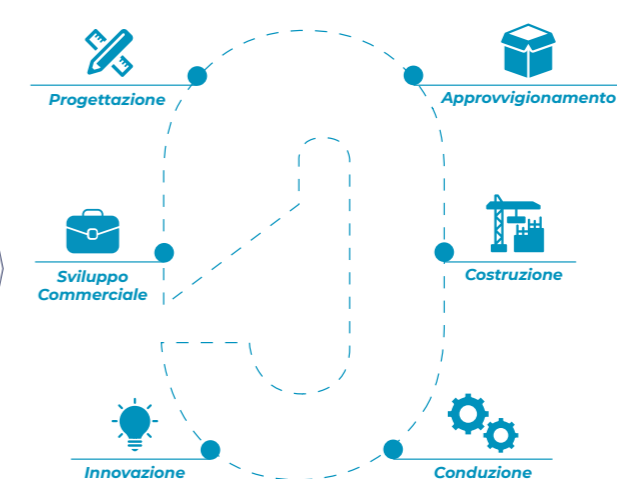 Progettazione
Approvvigionamento
Sviluppo
Commerciale
Costruzione
Innovazione
Conduzione